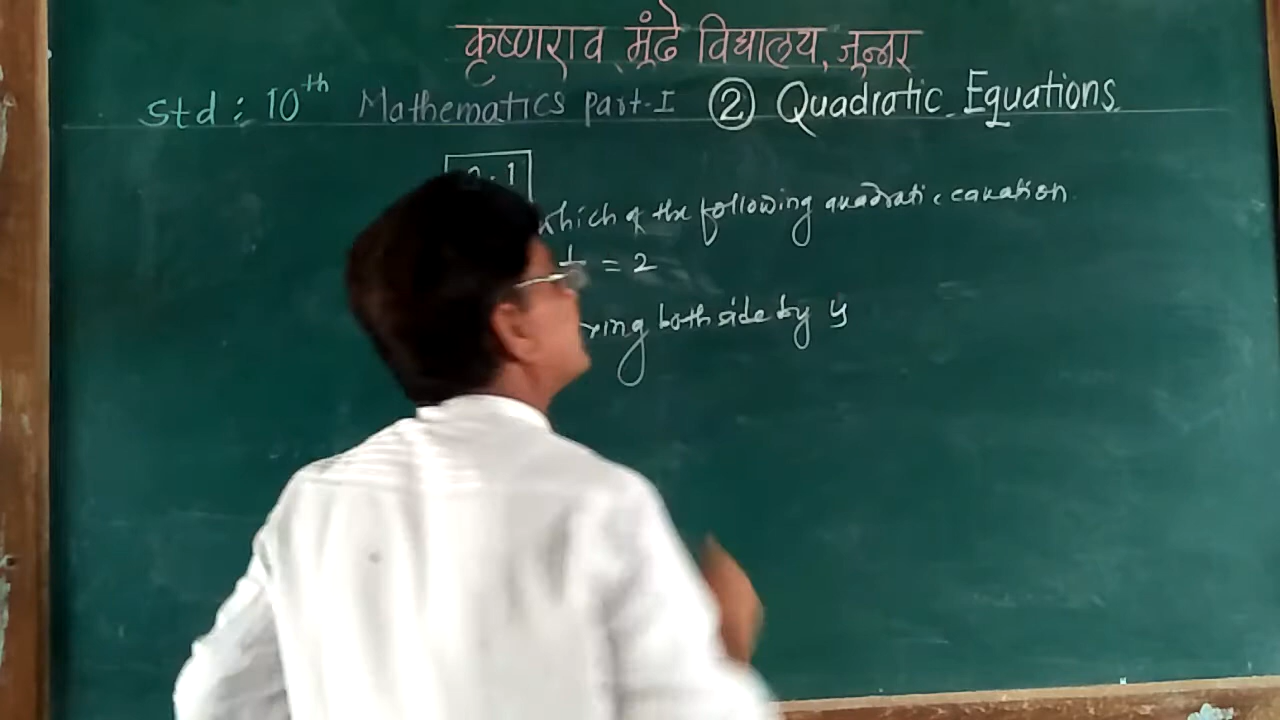 कृष्णराव मुंढे विद्यालय, जुन्नर
Std : 10th Mathematics Part-I ② Quadratic Equations
2.1
which of the following quadratic equation
= 2
both side by y